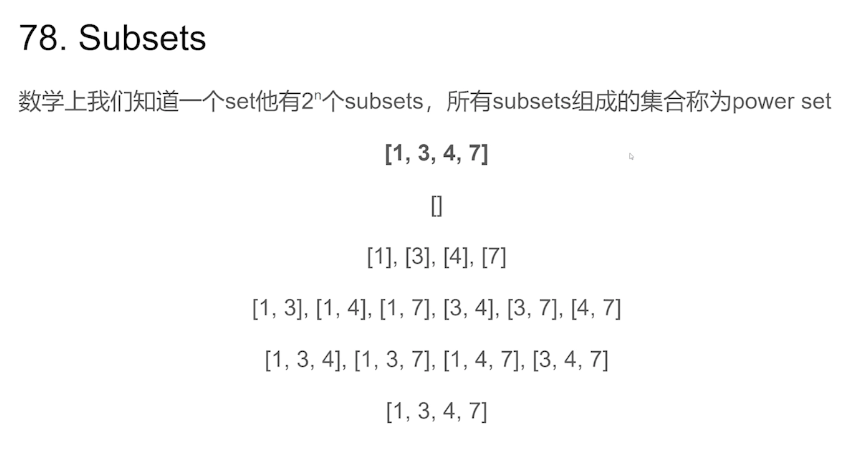 78. Subsets
数学上我们知道一个set他有2ⁿ个subsets，所有subsets组成的集合称为power set
[1, 3, 4, 7]
[]
[1], [3], [4], [7]
[1, 3], [1, 4], [1, 7], [3, 4], [3, 7], [4, 7]
[1, 3, 4], [1, 3, 7], [1, 4, 7], [3, 4, 7]
[1, 3, 4, 7]